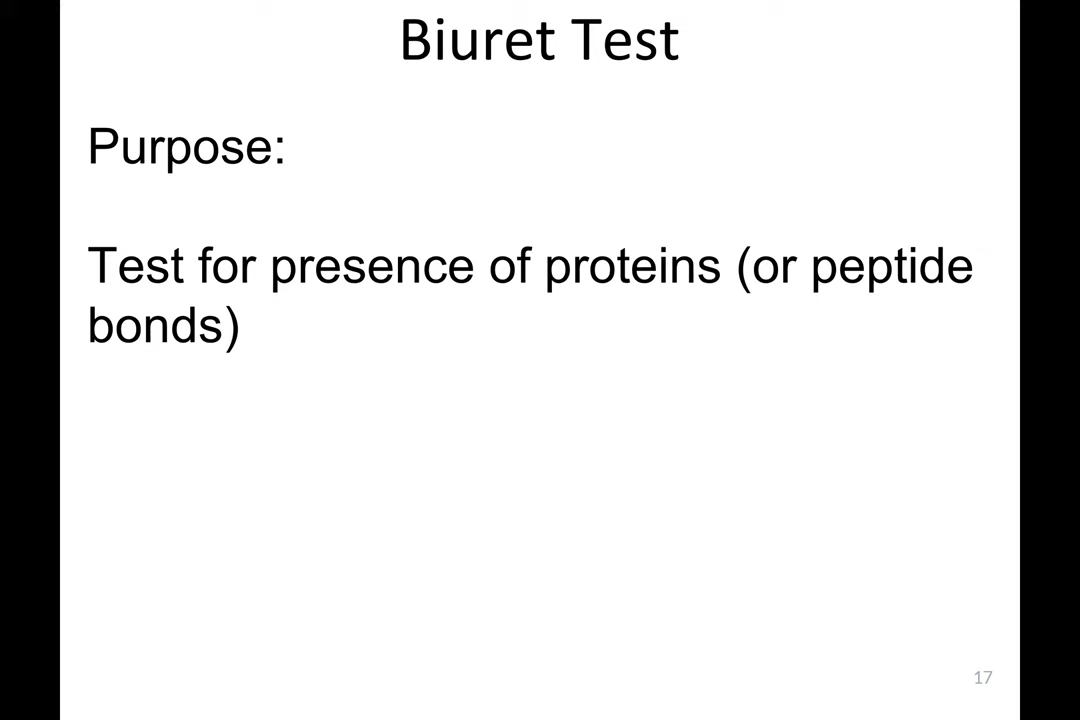 Biuret Test
Purpose:
Test for presence of proteins (or peptide
bonds)
17